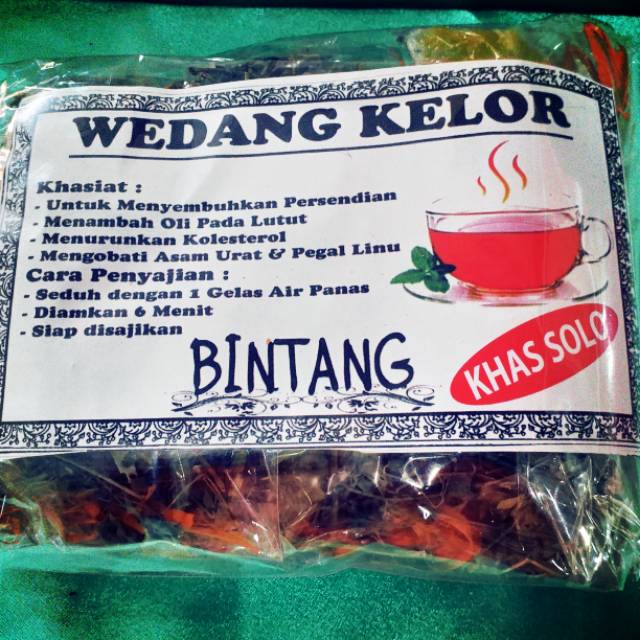 WEDANG KELOR
Khasiat :
- Untuk Menyembuhkan Persendian
- Menambah Oli Pada Lutut
- Menurunkan Kolesterol
- Mengobati Asam Urat & Pegal Linu
Cara Penyajian :
- Seduh dengan 1 Gelas Air Panas
- Diamkan 6 Menit
- Siap disajikan
BINTANG
KHAS SOLO